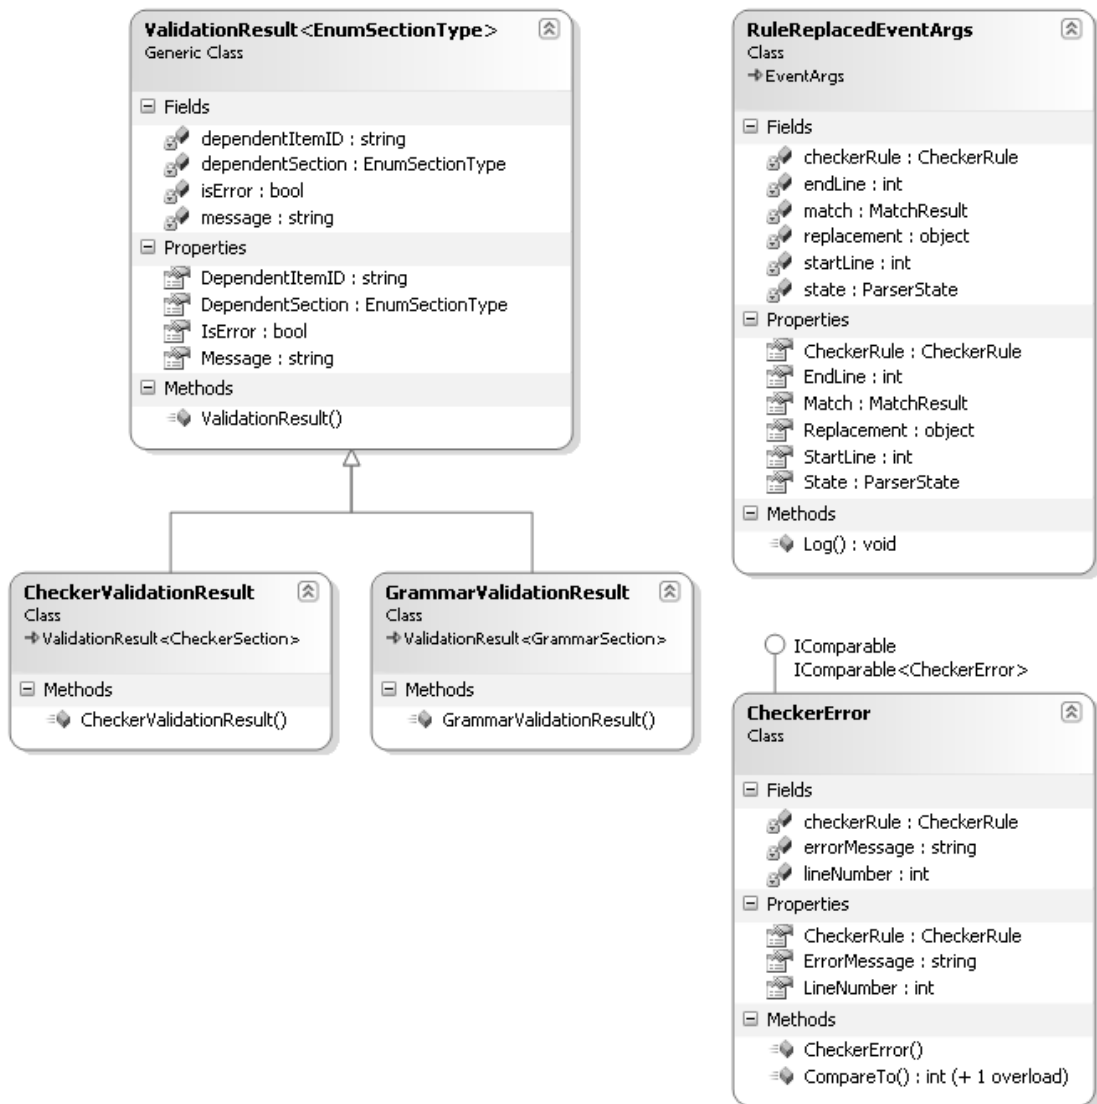 ValidationResult<EnumSectionType>
Generic Class
Fields
dependentItemID : string
dependentSection : EnumSectionType
isError : bool
message : string
Properties
DependentItemID : string
DependentSection : EnumSectionType
IsError : bool
Message : string
Methods
ValidationResult()
CheckerValidationResult
Class
ValidationResult<CheckerSection>
Methods
CheckerValidationResult()
GrammarValidationResult
Class
ValidationResult<GrammarSection>
Methods
GrammarValidationResult()
RuleReplacedEventArgs
Class
EventArgs
Fields
checkerRule : CheckerRule
endLine : int
match : MatchResult
replacement : object
startLine : int
state : ParserState
Properties
CheckerRule : CheckerRule
EndLine : int
Match : MatchResult
Replacement : object
StartLine : int
State : ParserState
Methods
Log() : void
IComparable
IComparable<CheckerError>
CheckerError
Class
Fields
checkerRule : CheckerRule
errorMessage : string
lineNumber : int
Properties
CheckerRule : CheckerRule
ErrorMessage : string
LineNumber : int
Methods
CheckerError()
CompareTo() : int (+ 1 overload)